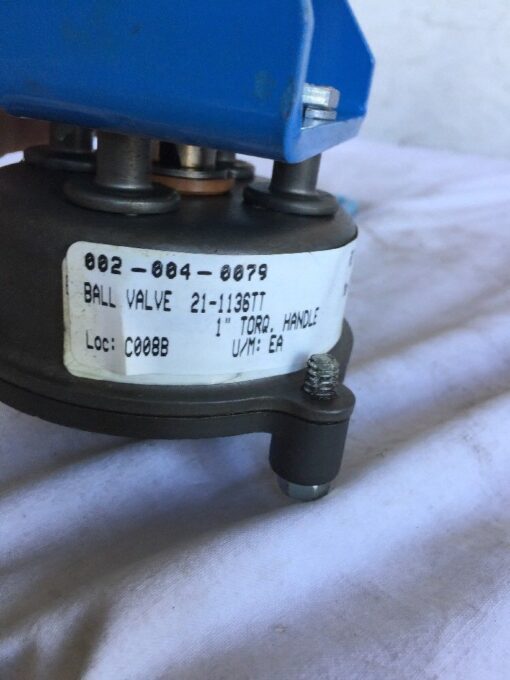 002-004-0079
BALL VALVE 21-1136TT
1" TORQ. HANDLE
Loc: C008B U/M: EA